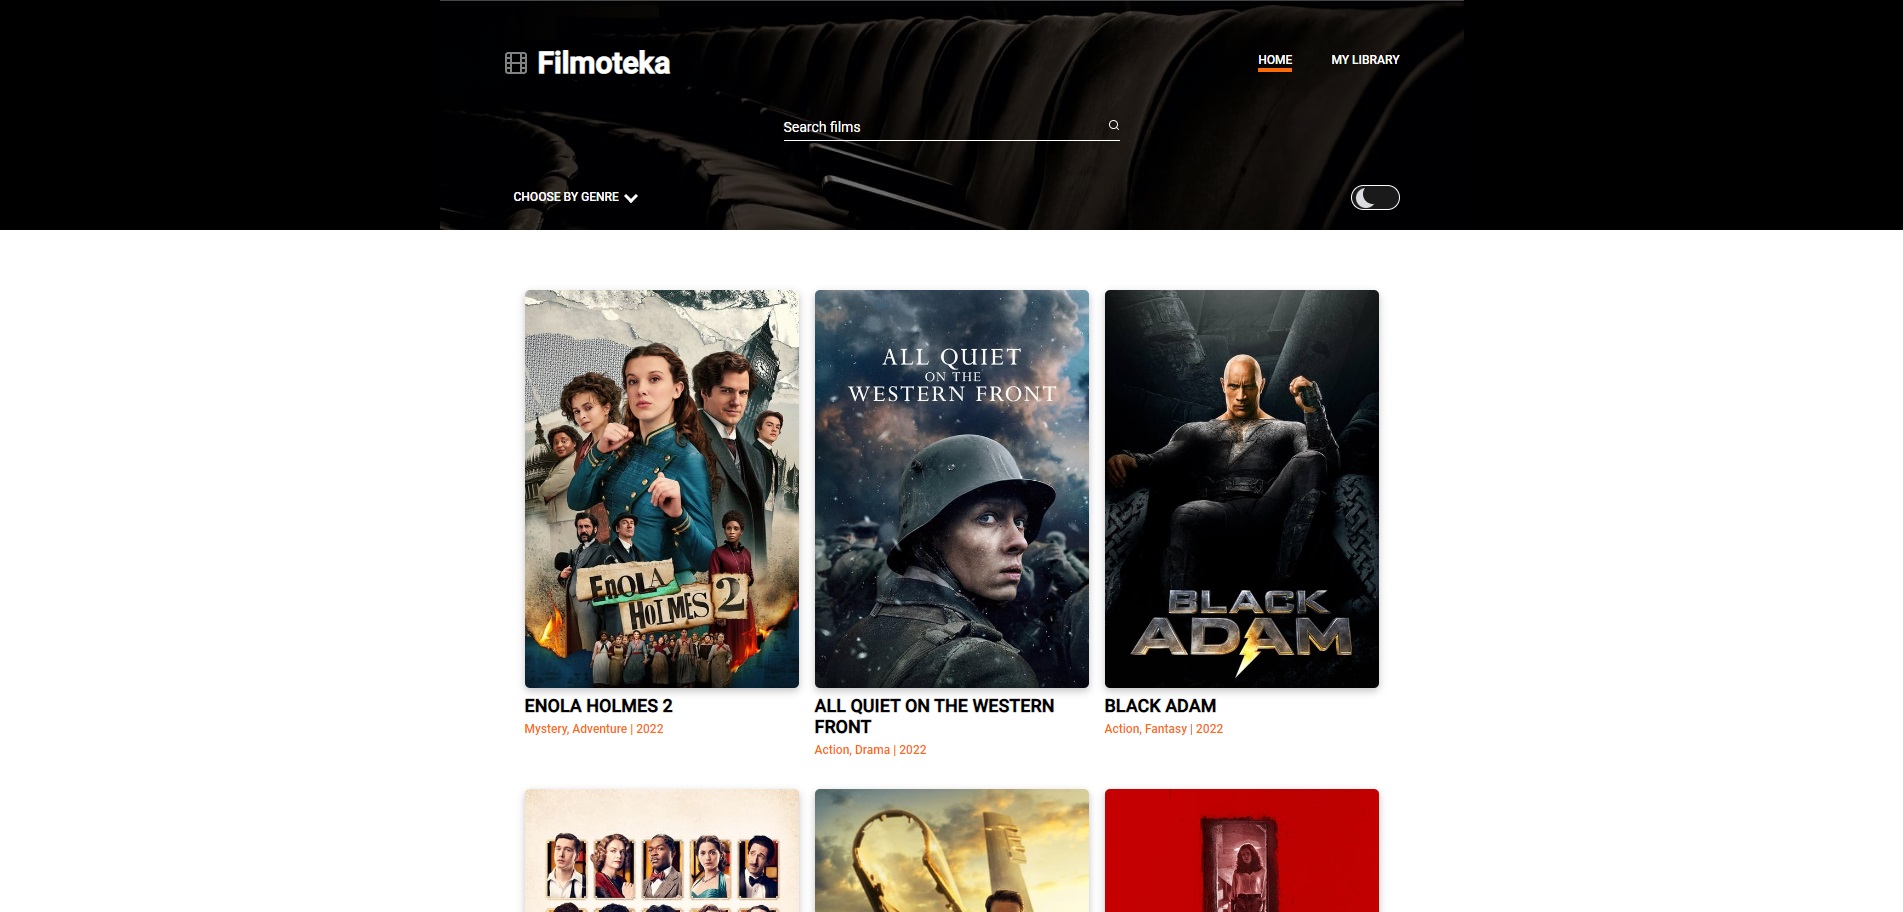 Filmoteka
HOME
MY LIBRARY
Search films
CHOOSE BY GENRE
ALL QUIET
ON THE
WESTERN FRONT
ENOLA
HOLMES 2
BLACK
ADAM
ENOLA HOLMES 2
Mystery, Adventure | 2022
ALL QUIET ON THE WESTERN
FRONT
Action, Drama | 2022
BLACK ADAM
Action, Fantasy | 2022